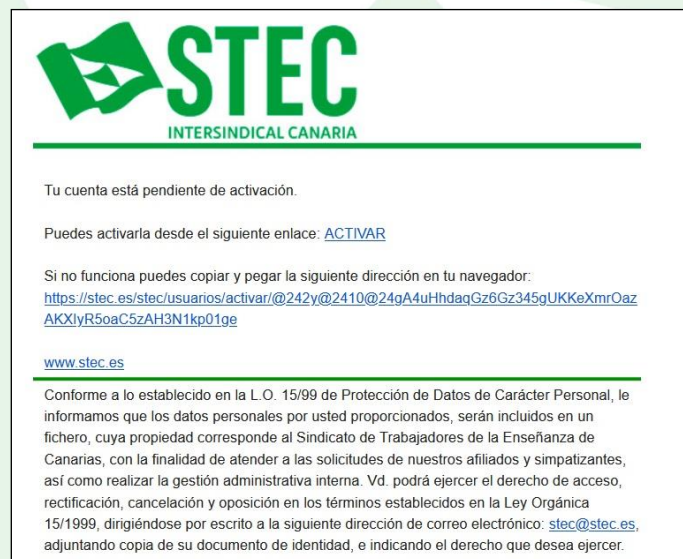 STEC
INTERSINDICAL CANARIA
Tu cuenta está pendiente de activación.
Puedes activarla desde el siguiente enlace: ACTIVAR
Si no funciona puedes copiar y pegar la siguiente dirección en tu navegador:
https://stec.es/stec/usuarios/activar/@242y@2410@24gA4uHhdaqGz6Gz345gUKKeXmrOaz
AKXIyR5oaC5zAH3N1kp01ge
www.stec.es
Conforme a lo establecido en la L.O. 15/99 de Protección de Datos de Carácter Personal, le
informamos que los datos personales por usted proporcionados, serán incluidos en un
fichero, cuya propiedad corresponde al Sindicato de Trabajadores de la Enseñanza de
Canarias, con la finalidad de atender a las solicitudes de nuestros afiliados y simpatizantes,
así como realizar la gestión administrativa interna. Vd. podrá ejercer el derecho de acceso,
rectificación, cancelación y oposición en los términos establecidos en la Ley Orgánica
15/1999, dirigiéndose por escrito a la siguiente dirección de correo electrónico: stec@stec.es,
adjuntando copia de su documento de identidad, e indicando el derecho que desea ejercer.